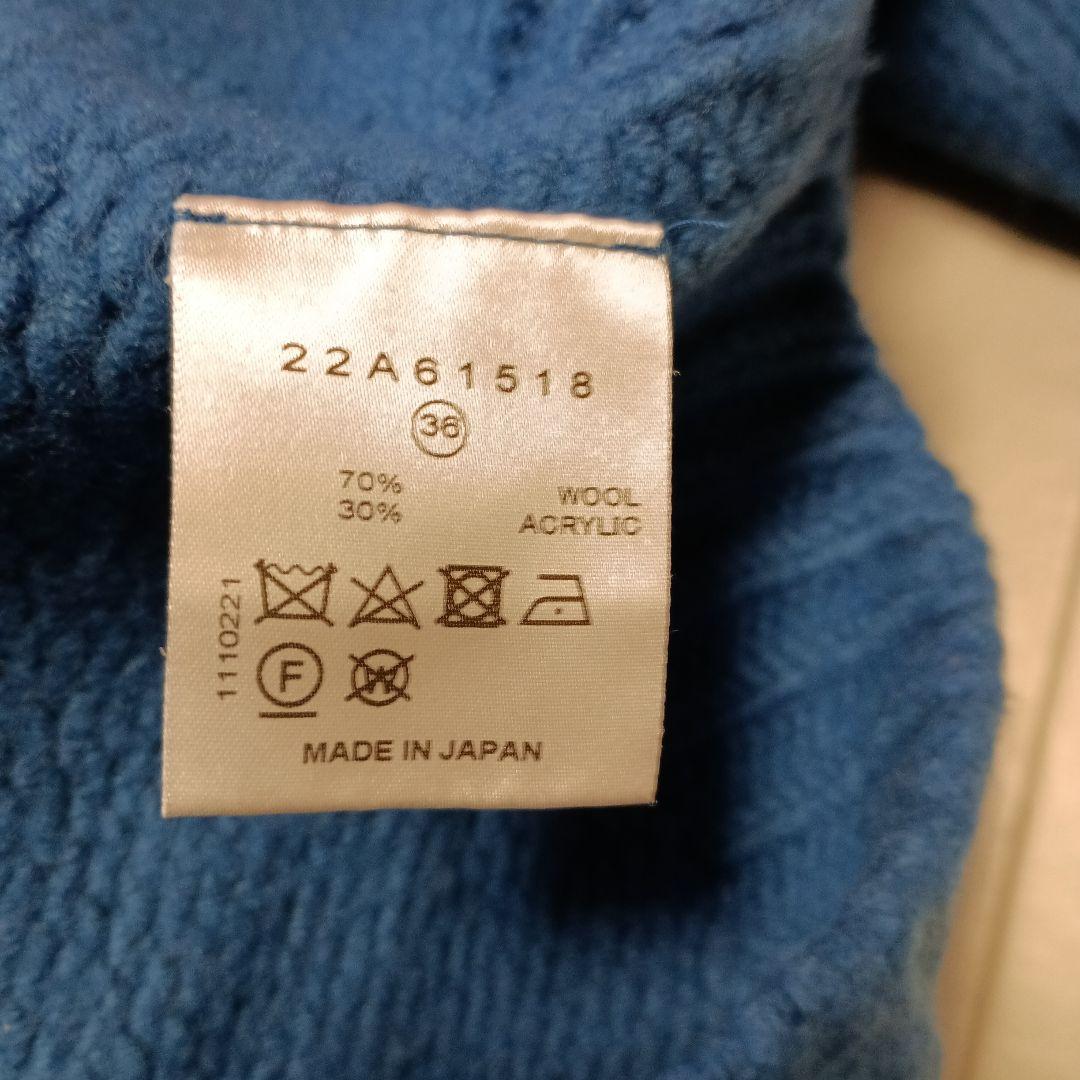 22A61518
36
70% WOOL
30% ACRYLIC
1110221
F
W
MADE IN JAPAN